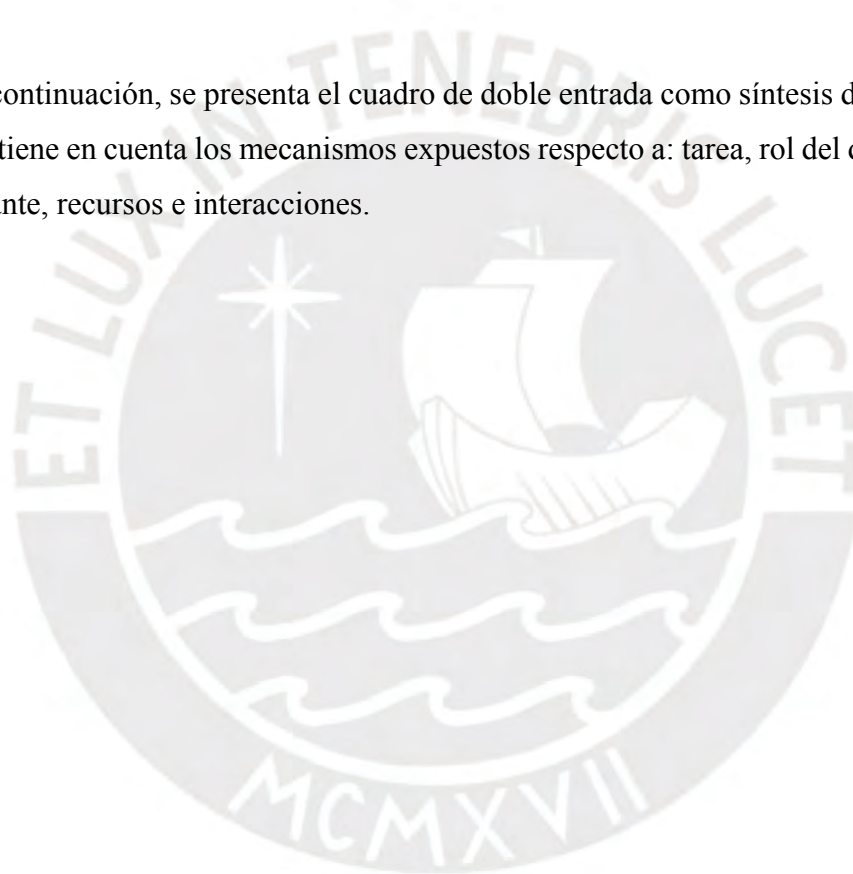 continuación, se presenta el cuadro de doble entrada como síntesis d
tiene en cuenta los mecanismos expuestos respecto a: tarea, rol del
ante, recursos e interacciones.
ET LUX IN TENEBRIS LUCET
MCMXVII